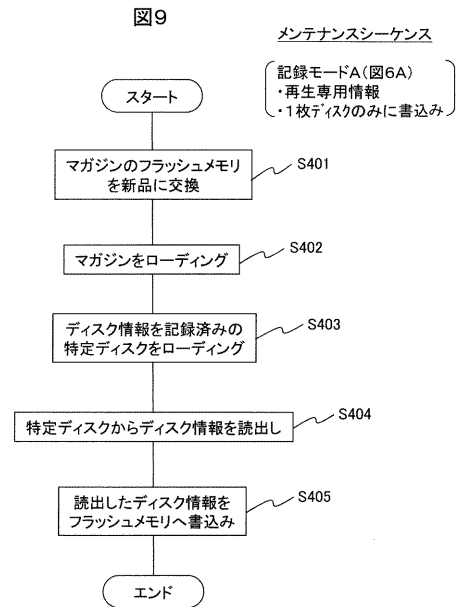 図9
メンテナンスシーケンス
記録モードA(図6A)
・再生専用情報
・1枚ディスクのみに書込み
スタート
マガジンのフラッシュメモリ
を新品に交換
S401
マガジンをローディング
S402
ディスク情報を記録済みの
特定ディスクをローディング
S403
特定ディスクからディスク情報を読出し
S404
読出したディスク情報を
フラッシュメモリへ書込み
S405
エンド